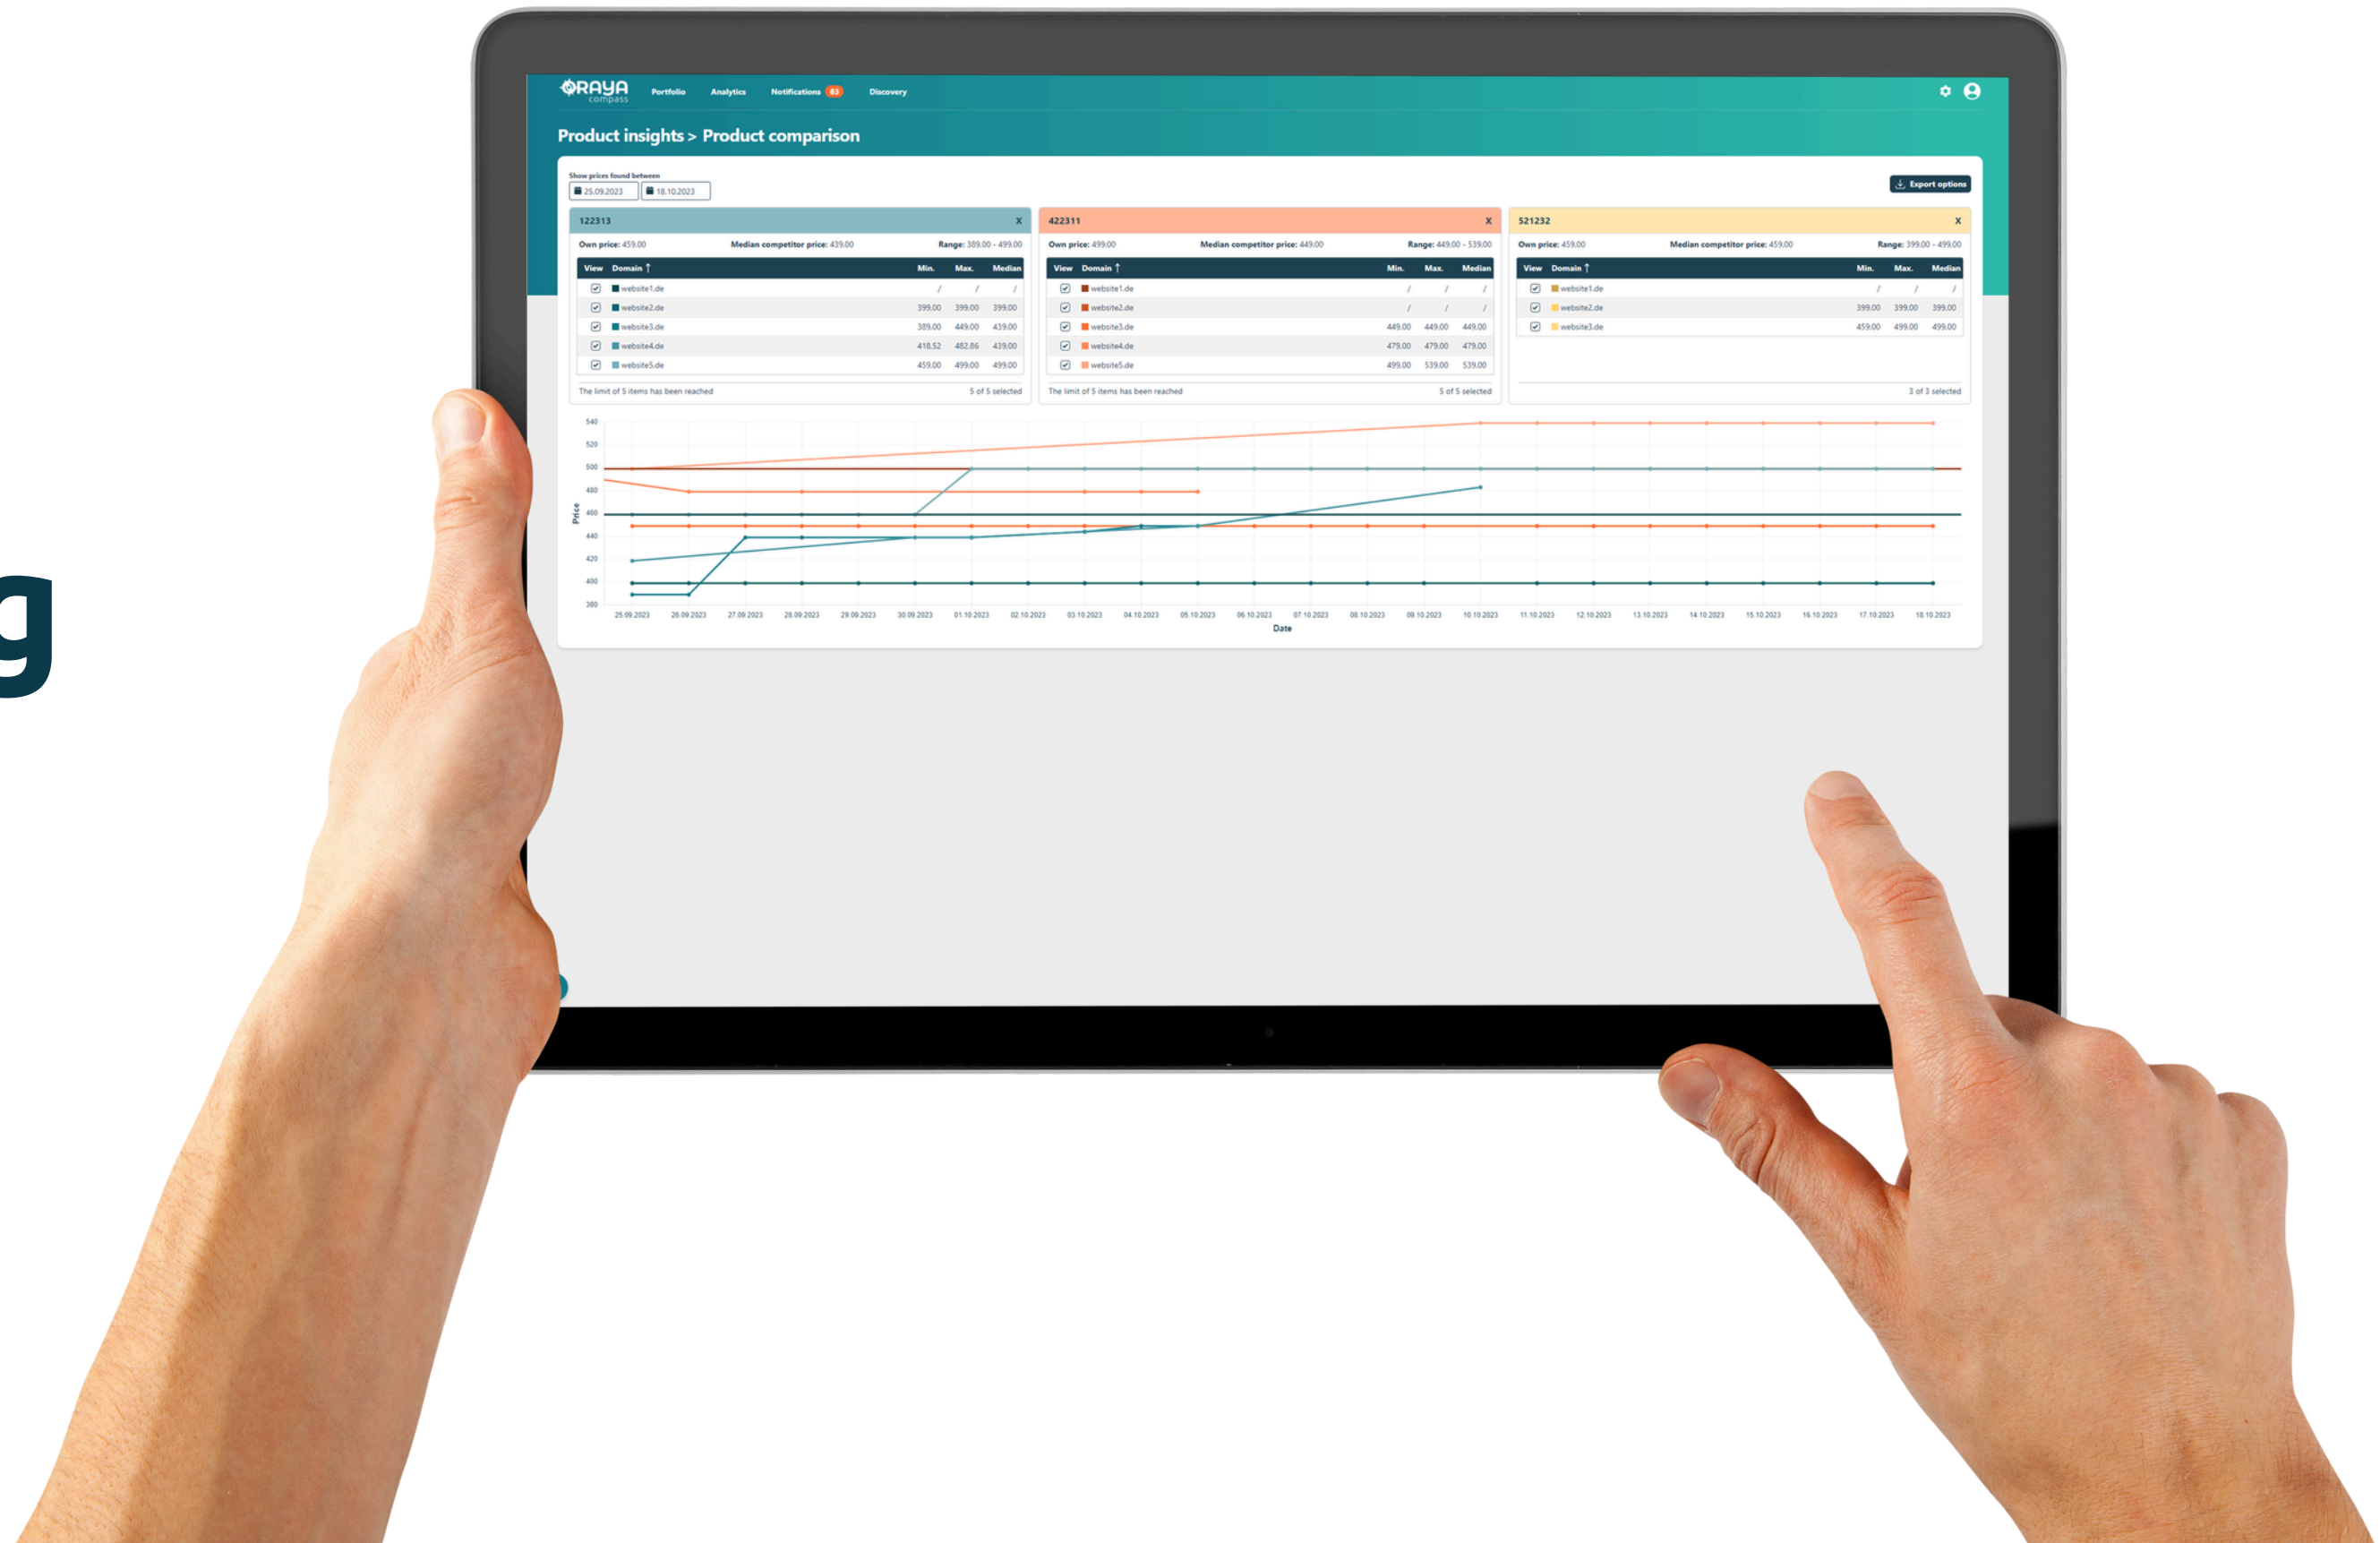 g
ORAYA compass Portfolio Analytics Notifications 83 Discovery
Product insights > Product comparison
Show prices found between
25.09.2023 18.10.2023 Export options
122313 X
Own price: 459.00 Median competitor price: 439.00 Range: 389.00 - 499.00
View Domain ↑ Min. Max. Median
website1.de / / /
website2.de 399.00 399.00 399.00
website3.de 389.00 449.00 439.00
website4.de 418.52 482.86 439.00
website5.de 459.00 499.00 499.00
The limit of 5 items has been reached 5 of 5 selected
422311 X
Own price: 499.00 Median competitor price: 449.00 Range: 449.00 - 539.00
View Domain ↑ Min. Max. Median
website1.de / / /
website2.de / / /
website3.de 449.00 449.00 449.00
website4.de 479.00 479.00 479.00
website5.de 499.00 539.00 539.00
The limit of 5 items has been reached 5 of 5 selected
521232 X
Own price: 459.00 Median competitor price: 459.00 Range: 399.00 - 499.00
View Domain ↑ Min. Max. Median
website1.de / / /
website2.de 399.00 399.00 399.00
website3.de 459.00 499.00 499.00
3 of 3 selected
Price
540
520
500
480
460
440
420
400
380
25.09.2023 26.09.2023 27.09.2023 28.09.2023 29.09.2023 30.09.2023 01.10.2023 02.10.2023 03.10.2023 04.10.2023 05.10.2023 06.10.2023 07.10.2023 08.10.2023 09.10.2023 10.10.2023 11.10.2023 12.10.2023 13.10.2023 14.10.2023 15.10.2023 16.10.2023 17.10.2023 18.10.2023
Date